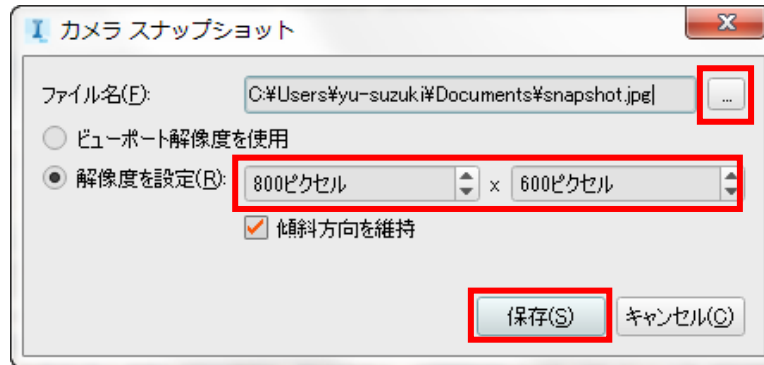 カメラ スナップショット
ファイル名(F): C:¥Users¥yu-suzuki¥Documents¥snapshot.jpg ...
ビューポート解像度を使用
解像度を設定(R): 800ピクセル x 600ピクセル
傾斜方向を維持
保存(S) キャンセル(C)